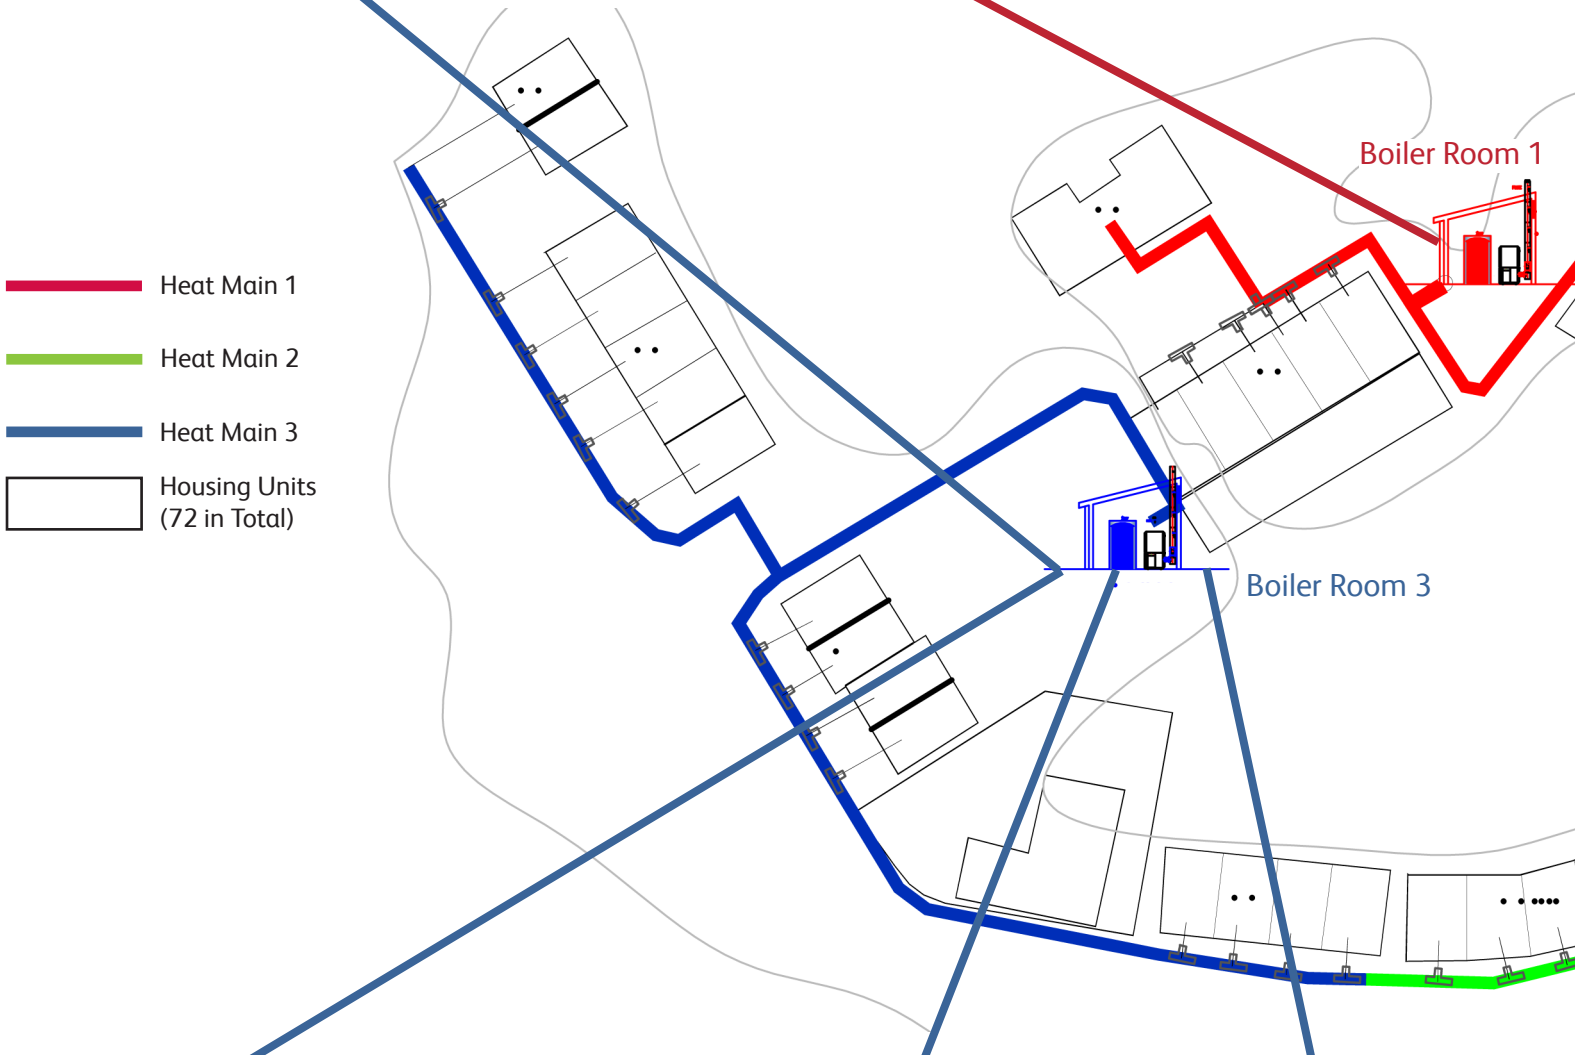 Boiler Room 1
Heat Main 1
Heat Main 2
Heat Main 3
Housing Units
(72 in Total)
Boiler Room 3